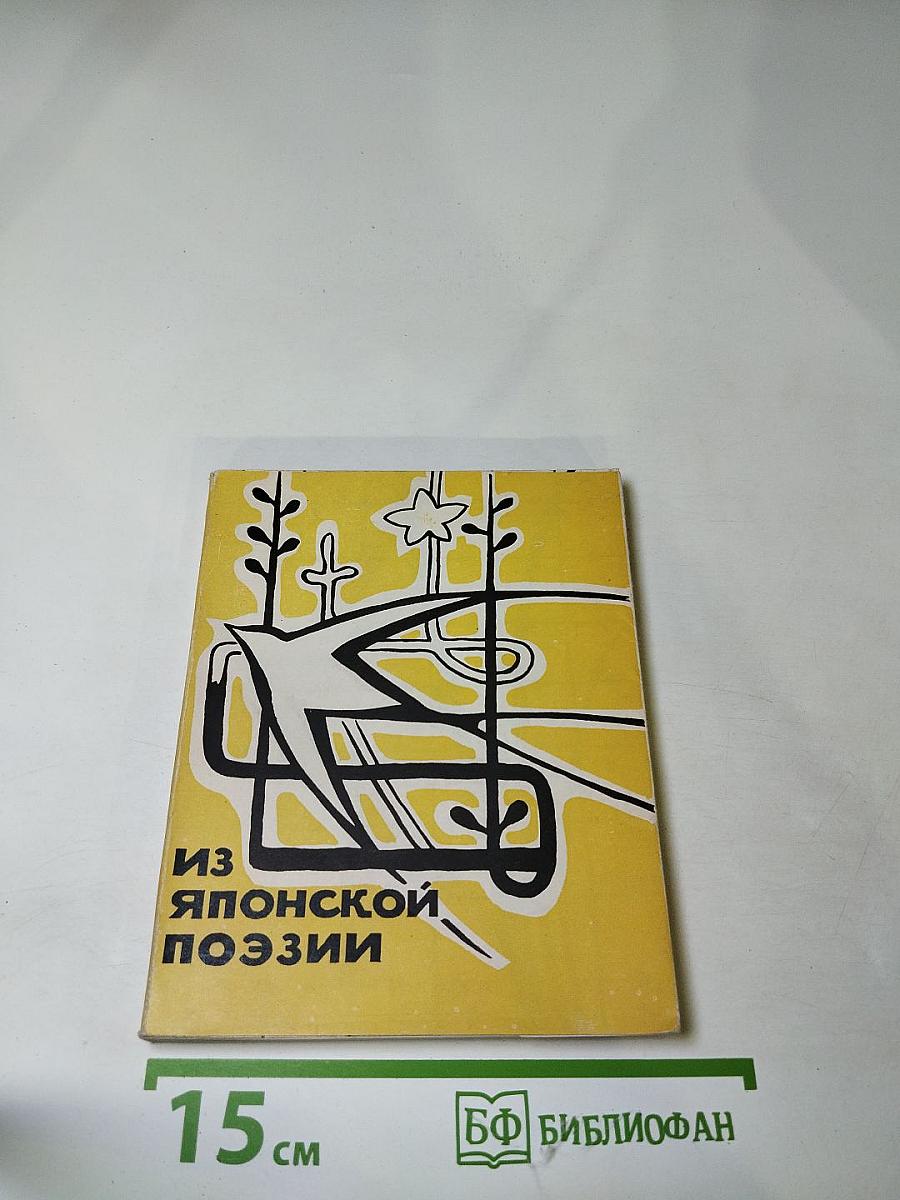 ИЗ
ЯПОНСКОЙ
ПОЭЗИИ
15 см
БФ БИБЛИОФАН